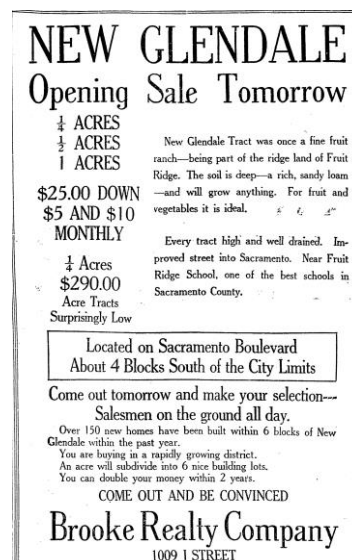 NEW GLENDALE
Opening Sale Tomorrow
¼ ACRES
½ ACRES
1 ACRES
$25.00 DOWN
$5 AND $10
MONTHLY
¼ Acres
$290.00
Acre Tracts
Surprisingly Low
New Glendale Tract was once a fine fruit
ranch—being part of the ridge land of Fruit
Ridge. The soil is deep—a rich, sandy loam
—and will grow anything. For fruit and
vegetables it is ideal.
Every tract high and well drained. Im-
proved street into Sacramento. Near Fruit
Ridge School, one of the best schools in
Sacramento County.
Located on Sacramento Boulevard
About 4 Blocks South of the City Limits
Come out tomorrow and make your selection---
Salesmen on the ground all day.
Over 150 new homes have been built within 6 blocks of New
Glendale within the past year.
You are buying in a rapidly growing district.
An acre will subdivide into 6 nice building lots.
You can double your money within 2 years.
COME OUT AND BE CONVINCED
Brooke Realty Company
1009 J STREET